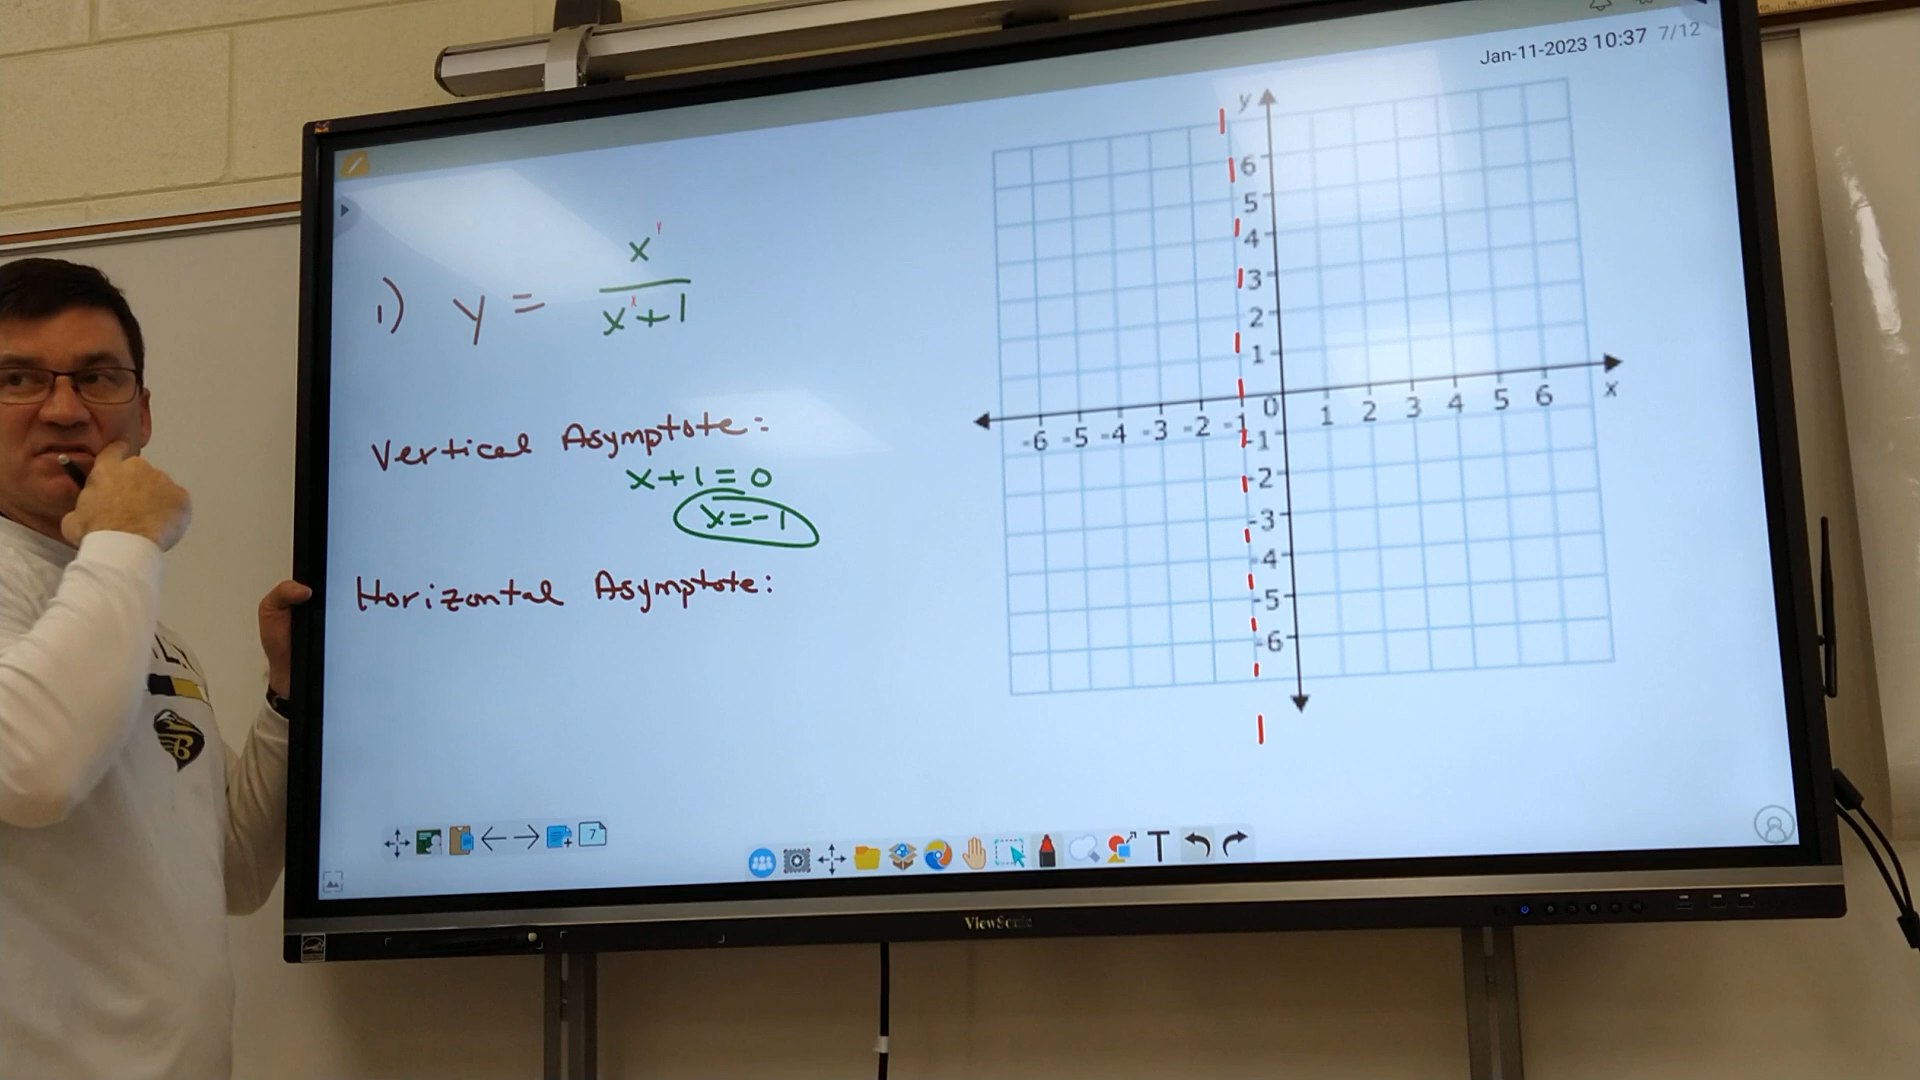 Jan-11-2023 10:37 7/12
1) y = x / x+1
Vertical Asymptote:
x+1=0
x=-1
Horizontal Asymptote:
y
6
5
4
3
2
1
-6 -5 -4 -3 -2 -1 0 1 2 3 4 5 6 x
-1
-2
-3
-4
-5
-6
7
T
B
ViewSonic